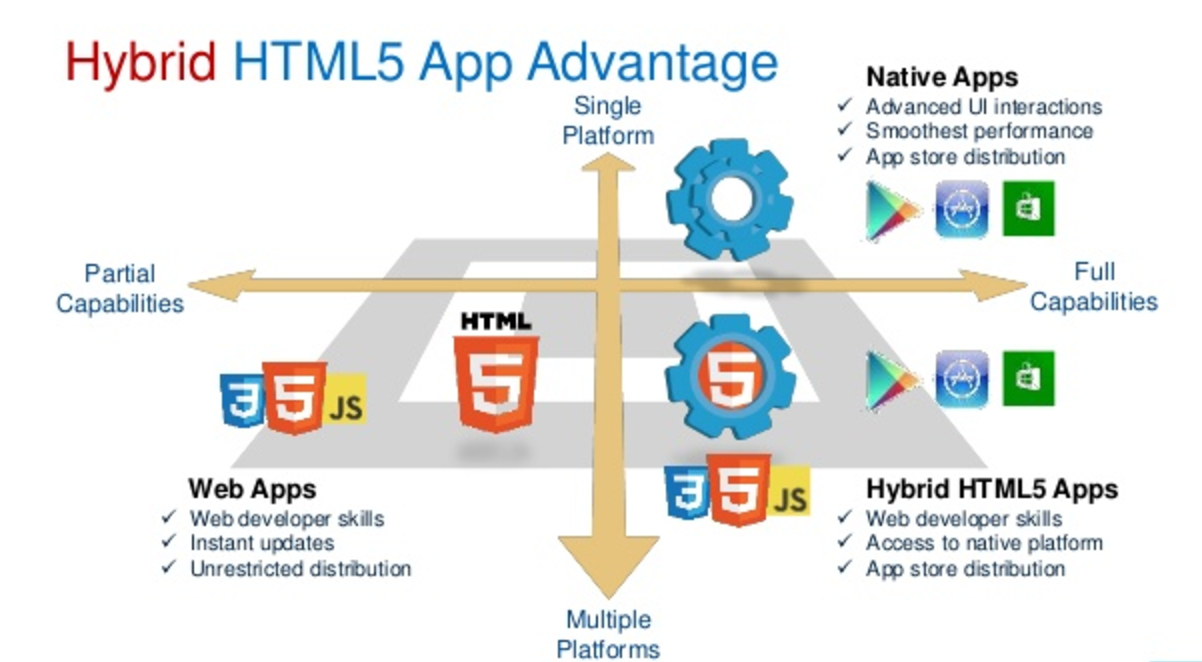 Hybrid HTML5 App Advantage
Single
Platform
Native Apps
✓ Advanced UI interactions
✓ Smoothest performance
✓ App store distribution
Partial
Capabilities
Full
Capabilities
HTML
5
3 5 JS
5
3 5 JS
Web Apps
✓ Web developer skills
✓ Instant updates
✓ Unrestricted distribution
Hybrid HTML5 Apps
✓ Web developer skills
✓ Access to native platform
✓ App store distribution
Multiple
Platforms